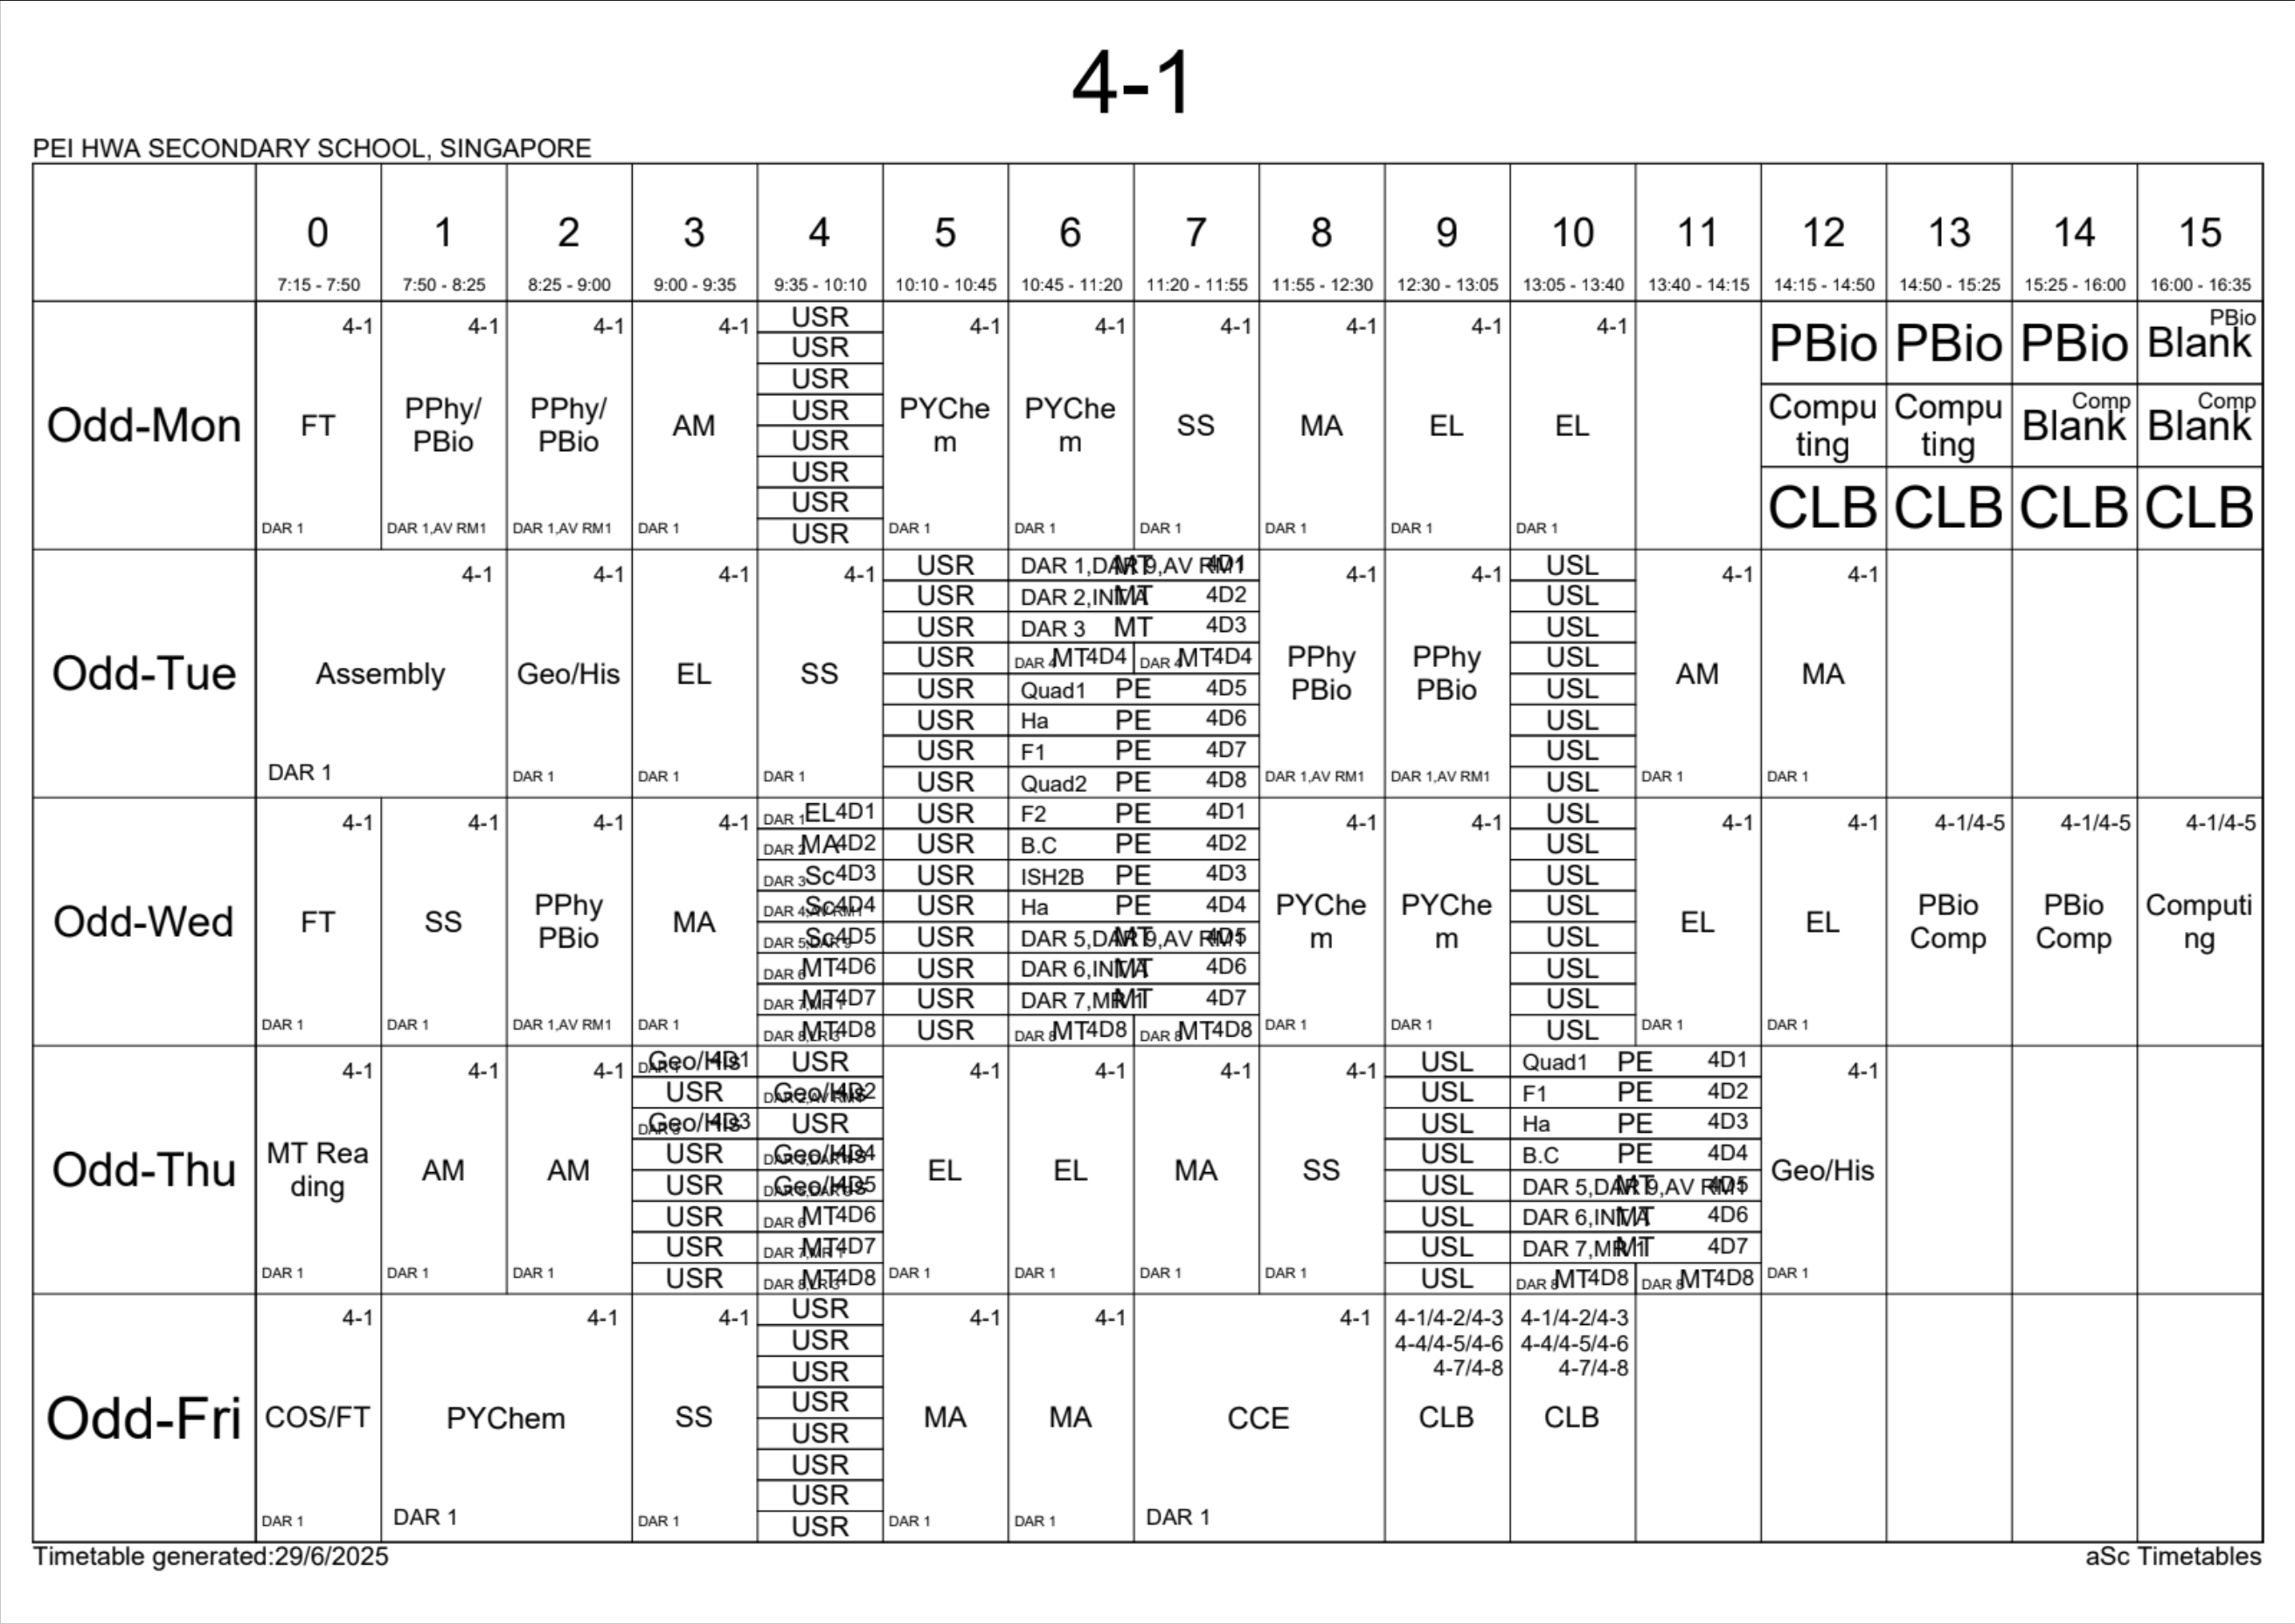 4-1
PEI HWA SECONDARY SCHOOL, SINGAPORE
0 1 2 3 4 5 6 7 8 9 10 11 12 13 14 15
7:15 - 7:50 7:50 - 8:25 8:25 - 9:00 9:00 - 9:35 9:35 - 10:10 10:10 - 10:45 10:45 - 11:20 11:20 - 11:55 11:55 - 12:30 12:30 - 13:05 13:05 - 13:40 13:40 - 14:15 14:15 - 14:50 14:50 - 15:25 15:25 - 16:00 16:00 - 16:35
Odd-Mon
4-1
FT
DAR 1
4-1
PPhy/
PBio
DAR 1,AV RM1
4-1
PPhy/
PBio
DAR 1,AV RM1
4-1
AM
DAR 1
USR
USR
USR
USR
USR
USR
USR
USR
4-1
PYChe
m
DAR 1
4-1
PYChe
m
DAR 1
4-1
SS
DAR 1
4-1
MA
DAR 1
4-1
EL
DAR 1
4-1
EL
DAR 1
PBio PBio PBio PBio
Blank
Compu
ting
Compu
ting
Comp
Blank
Comp
Blank
CLB CLB CLB CLB
Odd-Tue
4-1
Assembly
DAR 1
4-1
Geo/His
DAR 1
4-1
EL
DAR 1
4-1
SS
DAR 1
USR
USR
USR
USR
USR
USR
USR
USR
DAR 1,DAR 9,AV RM1 MT 4D1
DAR 2,INT A MT 4D2
DAR 3 MT 4D3
DAR 4 MT 4D4 DAR 4 MT 4D4
Quad1 PE 4D5
Ha PE 4D6
F1 PE 4D7
Quad2 PE 4D8
4-1
PPhy
PBio
DAR 1,AV RM1
4-1
PPhy
PBio
DAR 1,AV RM1
USL
USL
USL
USL
USL
USL
USL
USL
4-1
AM
DAR 1
4-1
MA
DAR 1
Odd-Wed
4-1
FT
DAR 1
4-1
SS
DAR 1
4-1
PPhy
PBio
DAR 1,AV RM1
4-1
MA
DAR 1
DAR 1 EL 4D1
DAR 2 MA 4D2
DAR 3 Sc 4D3
DAR 4,AV RM1 Sc 4D4
DAR 5,DAR 9 Sc 4D5
DAR 6 MT 4D6
DAR 7,MR 1 MT 4D7
DAR 8,LR 3 MT 4D8
USR
USR
USR
USR
USR
USR
USR
USR
F2 PE 4D1
B.C PE 4D2
ISH2B PE 4D3
Ha PE 4D4
DAR 5,DAR 9,AV RM1 MT 4D5
DAR 6,INT A MT 4D6
DAR 7,MR 1 MT 4D7
DAR 8 MT 4D8 DAR 8 MT 4D8
4-1
PYChe
m
DAR 1
4-1
PYChe
m
DAR 1
USL
USL
USL
USL
USL
USL
USL
USL
4-1
EL
DAR 1
4-1
EL
DAR 1
4-1/4-5
PBio
Comp
4-1/4-5
PBio
Comp
4-1/4-5
Computi
ng
Odd-Thu
4-1
MT Rea
ding
DAR 1
4-1
AM
DAR 1
4-1
AM
DAR 1
DAR 1 Geo/His 4D1
USR
DAR 3 Geo/His 4D3
USR
USR
USR
USR
USR
USR
Geo/His 4D2
USR
Geo/His 4D4
Geo/His 4D5
DAR 6 MT 4D6
DAR 7,MR 1 MT 4D7
DAR 8,LR 3 MT 4D8
4-1
EL
DAR 1
4-1
EL
DAR 1
4-1
MA
DAR 1
4-1
SS
DAR 1
USL
USL
USL
USL
USL
USL
USL
USL
Quad1 PE 4D1
F1 PE 4D2
Ha PE 4D3
B.C PE 4D4
DAR 5,DAR 9,AV RM1 MT 4D5
DAR 6,INT A MT 4D6
DAR 7,MR 1 MT 4D7
DAR 8 MT 4D8 DAR 8 MT 4D8
4-1
Geo/His
DAR 1
Odd-Fri
4-1
COS/FT
DAR 1
4-1
PYChem
DAR 1
4-1
SS
DAR 1
USR
USR
USR
USR
USR
USR
USR
USR
4-1
MA
DAR 1
4-1
MA
DAR 1
4-1
CCE
DAR 1
4-1/4-2/4-3
4-4/4-5/4-6
4-7/4-8
CLB
4-1/4-2/4-3
4-4/4-5/4-6
4-7/4-8
CLB
Timetable generated:29/6/2025
aSc Timetables